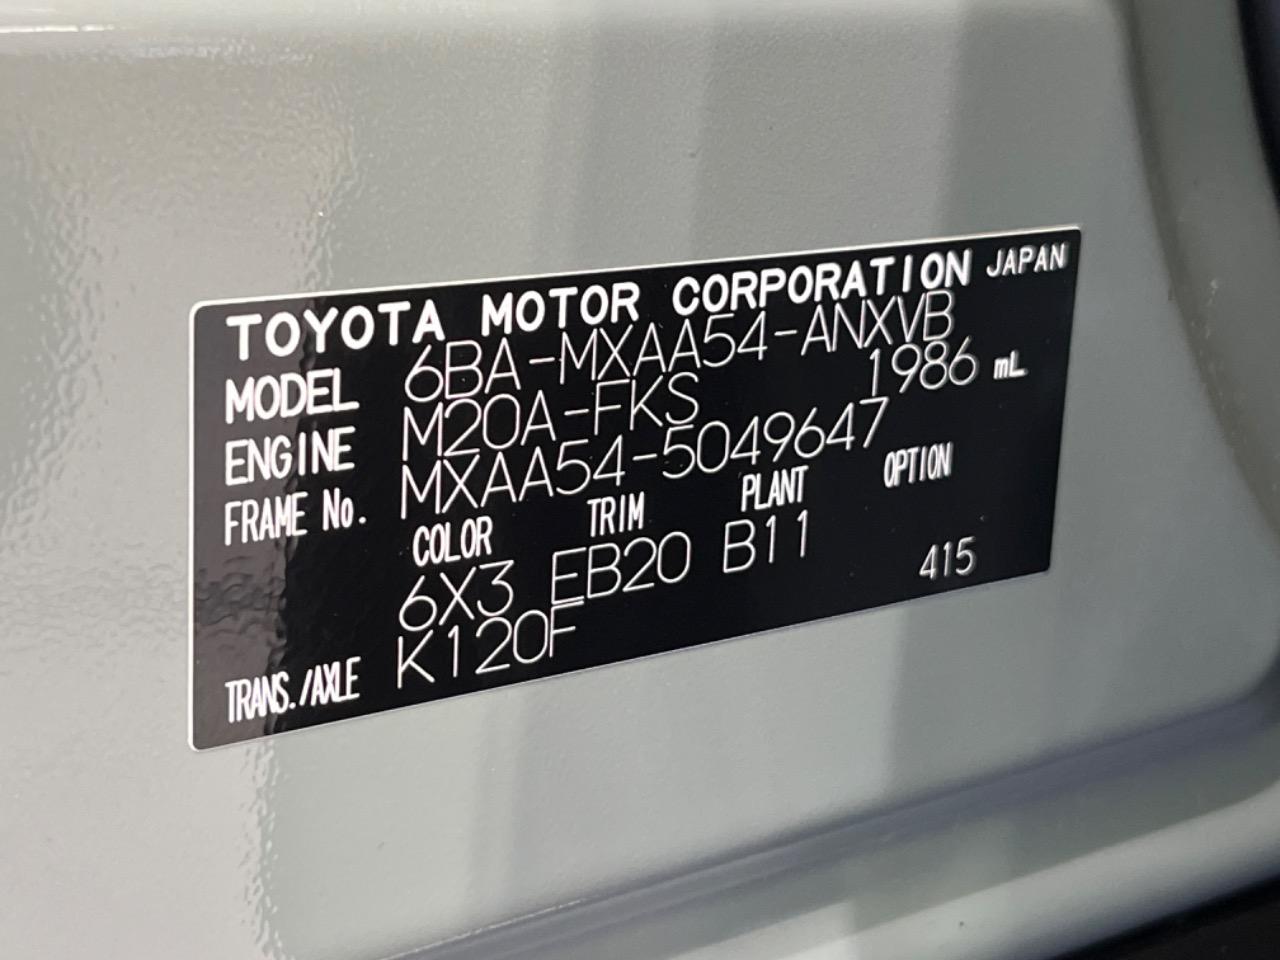 TOYOTA MOTOR CORPORATION JAPAN
MODEL 6BA-MXAA54-ANXVB
ENGINE M20A-FKS 1986 mL
FRAME No. MXAA54-5049647
COLOR TRIM PLANT OPTION
6X3 EB20 B11 415
TRANS./AXLE K120F